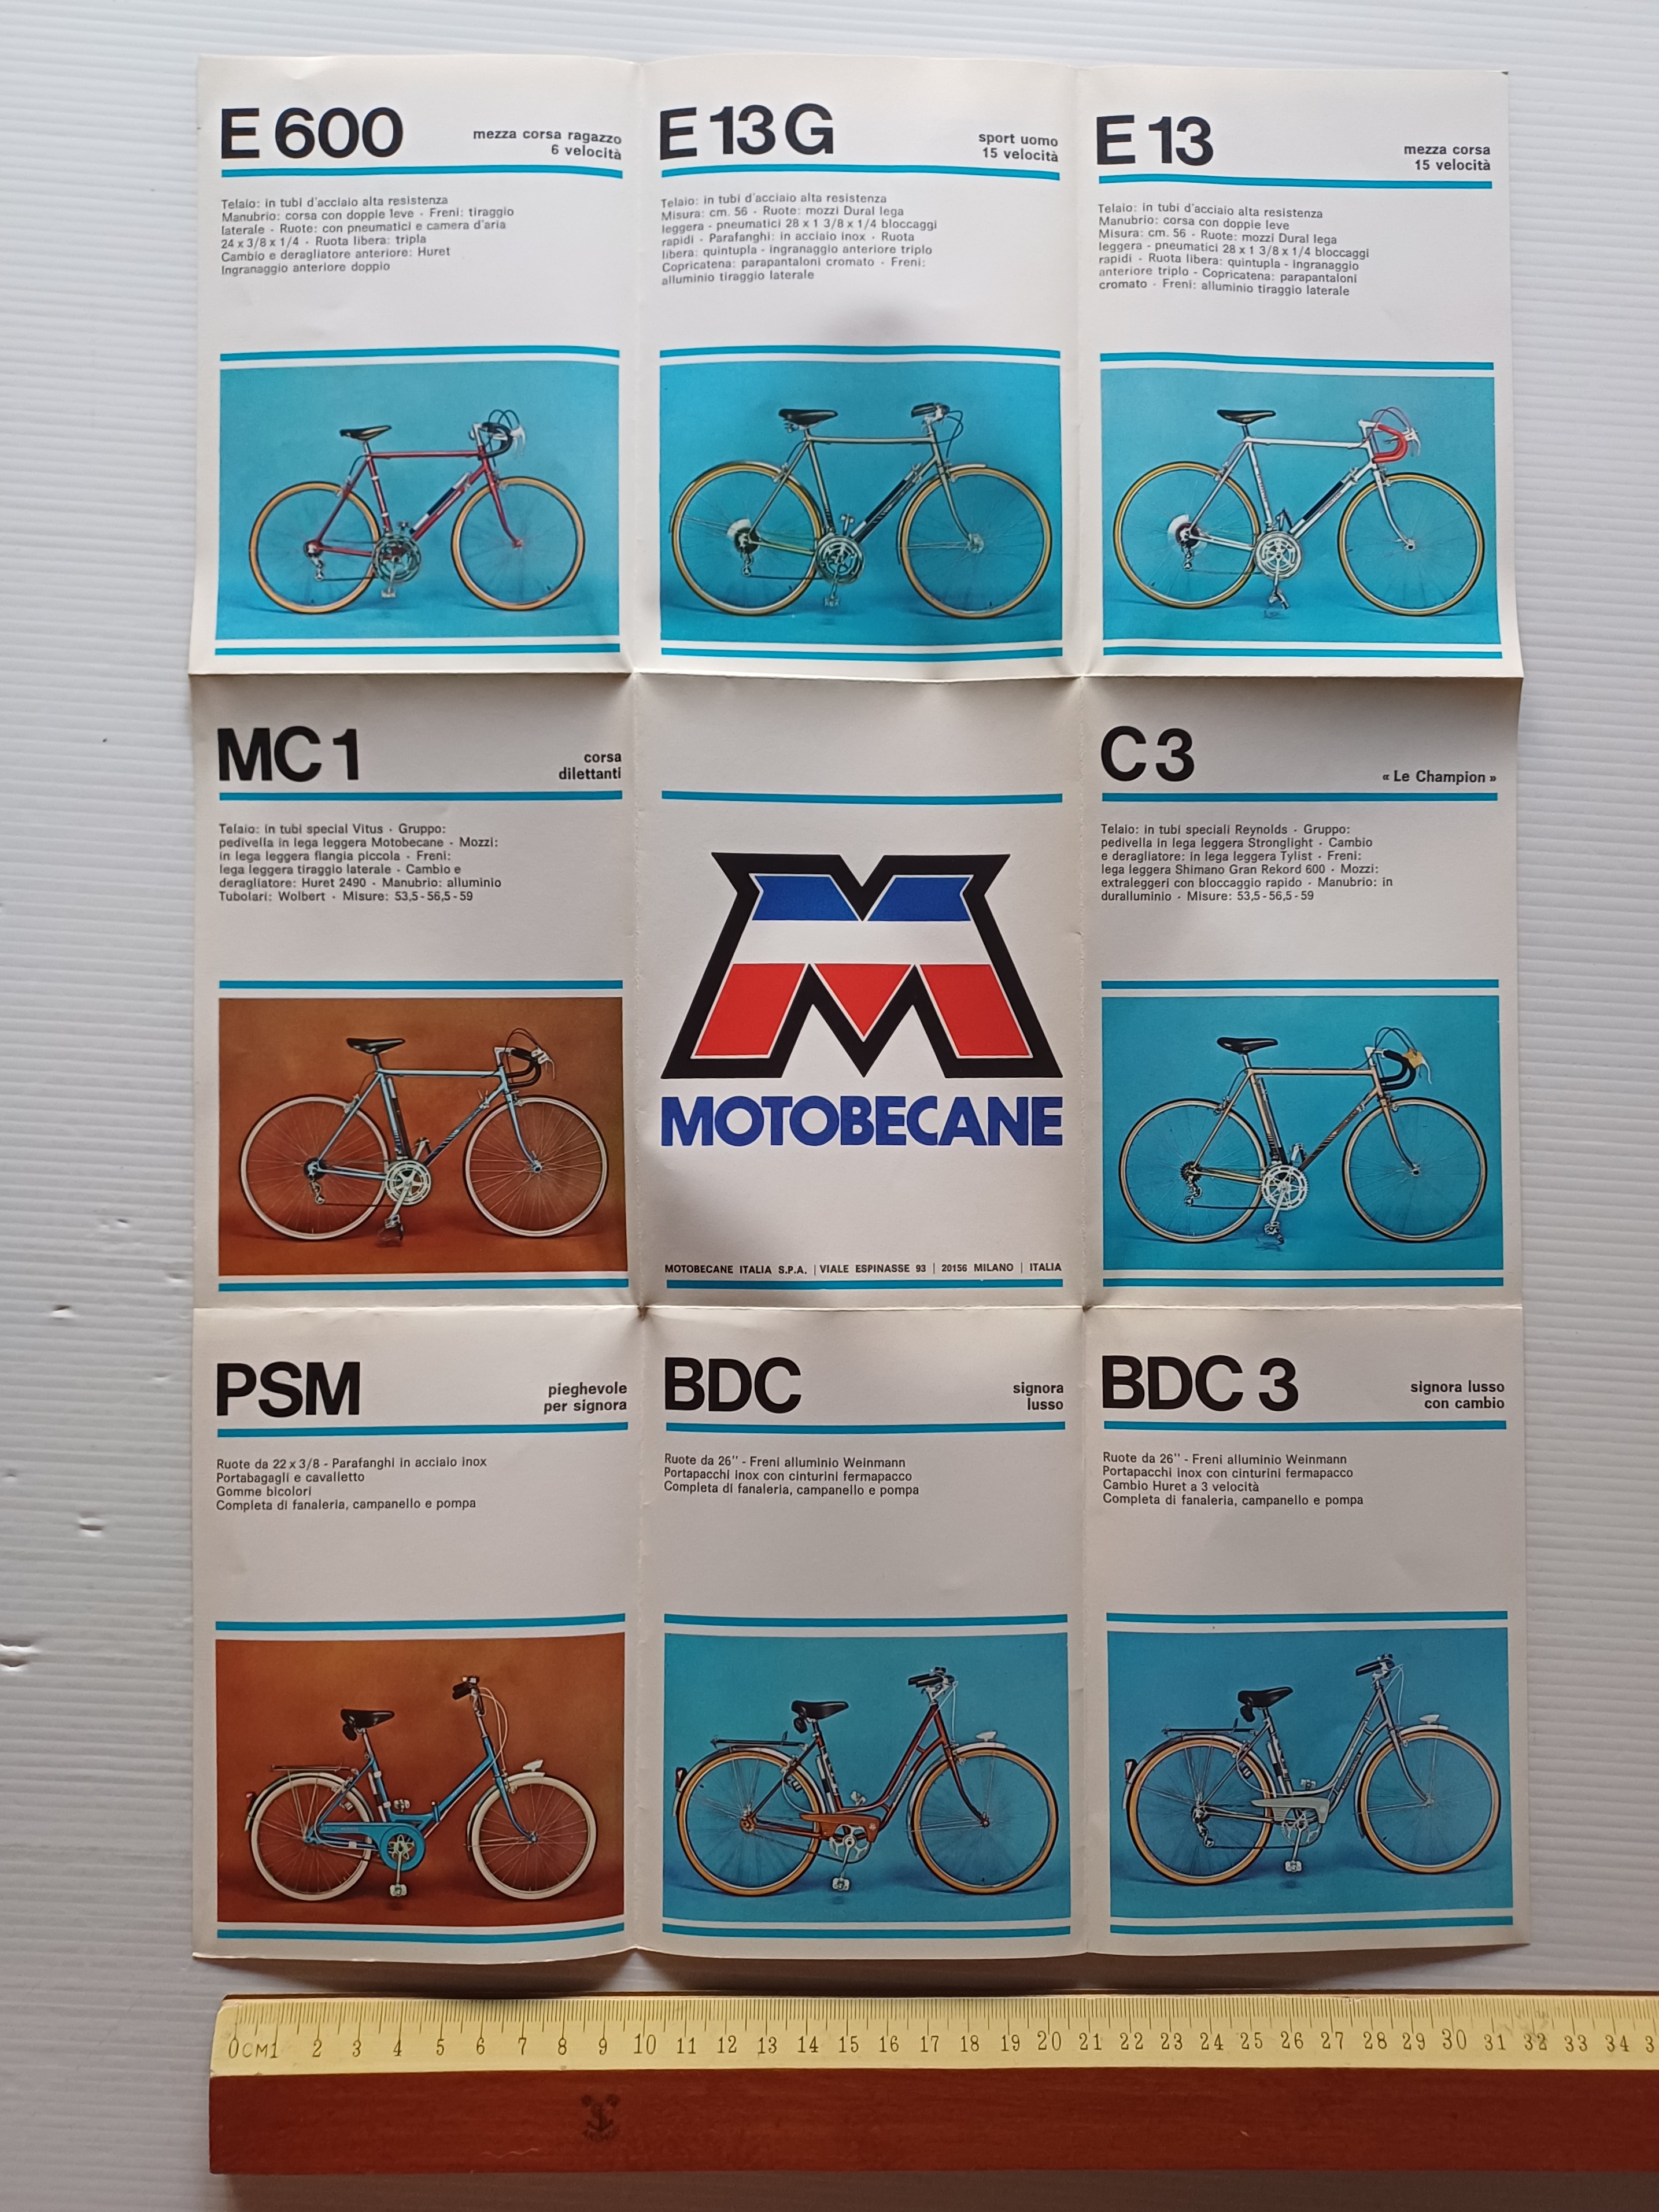 E 600
mezza corsa ragazzo
6 velocità
Telaio: in tubi d'acciaio alta resistenza
Manubrio: corsa con dopple leve - Freni: tiraggio
laterale - Ruote: con pneumatici e camera d'aria
24 x 3/8 x 1/4 - Ruota libera: tripla
Cambio e deragliatore anteriore: Huret
Ingranaggio anteriore doppio
E 13 G
sport uomo
15 velocità
Telaio: in tubi d'acciaio alta resistenza
Misura: cm. 56 - Ruote: mozzi Dural lega
leggera - pneumatici 28 x 1 3/8 x 1/4 bloccaggi
rapidi - Parafanghi: in acciaio inox - Ruota
libera: quintupla - ingranaggio anteriore triplo
Copricatena: parapantaloni cromato - Freni:
alluminio tiraggio laterale
E 13
mezza corsa
15 velocità
Telaio: in tubi d'acciaio alta resistenza
Manubrio: corsa con doppie leve
Misura: cm. 56 - Ruote: mozzi Dural lega
leggera - pneumatici 28 x 1 3/8 x 1/4 bloccaggi
rapidi - Ruota libera: quintupla - ingranaggio
anteriore triplo - Copricatena: parapantaloni
cromato - Freni: alluminio tiraggio laterale
MC 1
corsa
dilettanti
Telaio: in tubi special Vitus - Gruppo:
pedivella in lega leggera Motobecane - Mozzi:
in lega leggera flangia piccola - Freni:
lega leggera tiraggio laterale - Cambio e
deragliatore: Huret 2490 - Manubrio: alluminio
Tubolari: Wolbert - Misure: 53,5 - 56,5 - 59
MOTOBECANE
MOTOBECANE ITALIA S.P.A. | VIALE ESPINASSE 93 | 20156 MILANO | ITALIA
C 3
« Le Champion »
Telaio: in tubi speciali Reynolds - Gruppo:
pedivella in lega leggera Stronglight - Cambio
e deragliatore: in lega leggera Tylist - Freni:
lega leggera Shimano Gran Rekord 600 - Mozzi:
extraleggeri con bloccaggio rapido - Manubrio: in
duralluminio - Misure: 53,5 - 56,5 - 59
PSM
pieghevole
per signora
Ruote da 22 x 3/8 - Parafanghi in acciaio inox
Portabagagli e cavalletto
Gomme bicolori
Completa di fanaleria, campanello e pompa
BDC
signora
lusso
Ruote da 26" - Freni alluminio Weinmann
Portapacchi inox con cinturini fermapacco
Completa di fanaleria, campanello e pompa
BDC 3
signora lusso
con cambio
Ruote da 26" - Freni alluminio Weinmann
Portapacchi inox con cinturini fermapacco
Cambio Huret a 3 velocità
Completa di fanaleria, campanello e pompa
0CM1 2 3 4 5 6 7 8 9 10 11 12 13 14 15 16 17 18 19 20 21 22 23 24 25 26 27 28 29 30 31 32 33 34 3